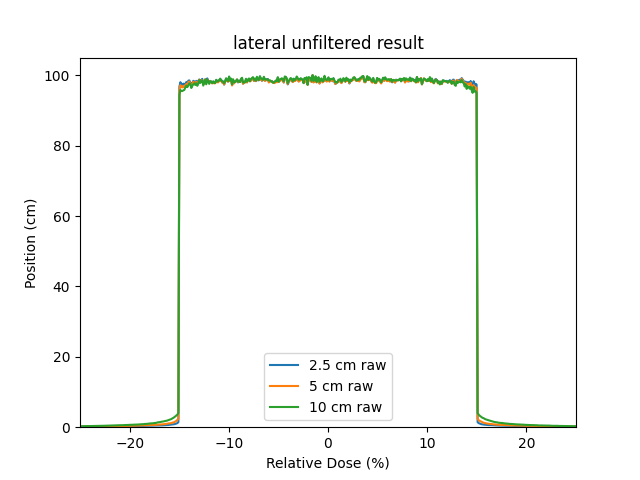 lateral unfiltered result
100
80
60
40
20
0
Position (cm)
2.5 cm raw
5 cm raw
10 cm raw
−20
−10
0
10
20
Relative Dose (%)